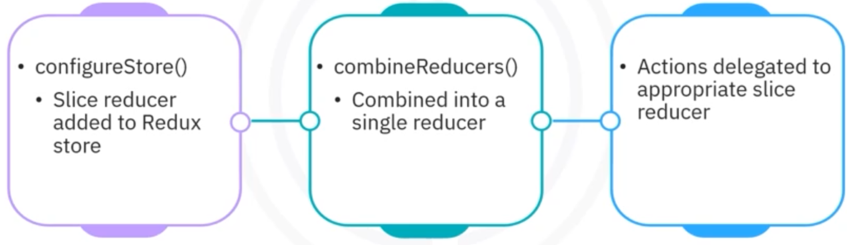 • configureStore()
• Slice reducer
added to Redux
store
• combineReducers()
• Combined into a
single reducer
• Actions delegated to
appropriate slice
reducer